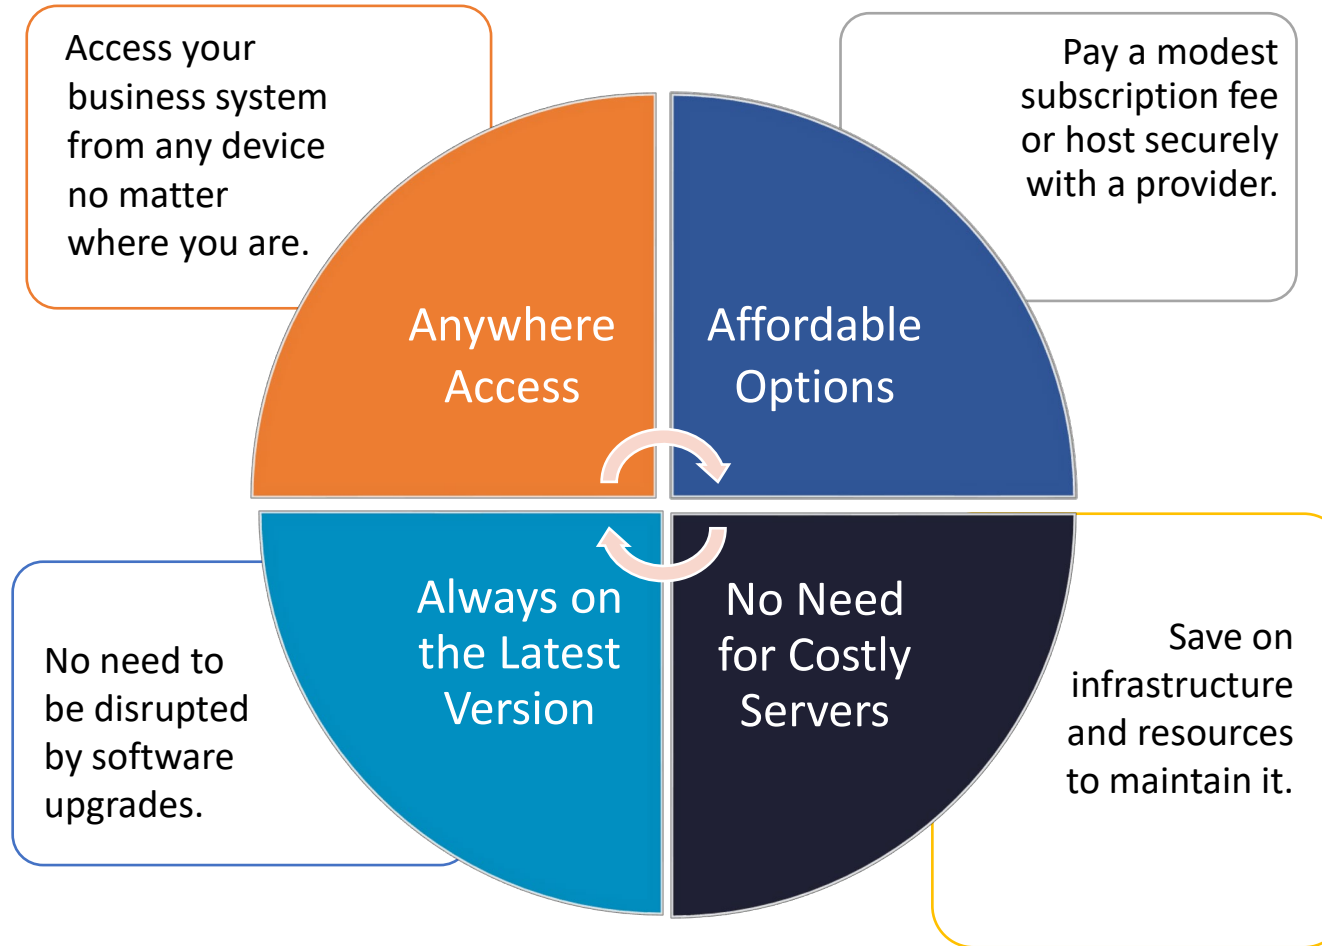 Access your
business system
from any device
no matter
where you are.
Pay a modest
subscription fee
or host securely
with a provider.
Anywhere
Access
Affordable
Options
Always on
the Latest
Version
No Need
for Costly
Servers
No need to
be disrupted
by software
upgrades.
Save on
infrastructure
and resources
to maintain it.